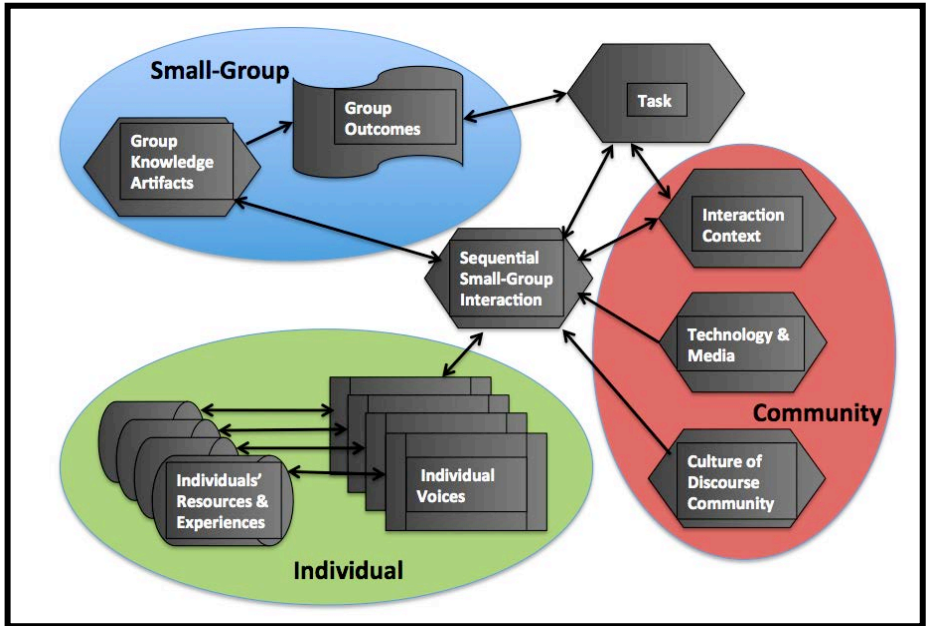 Small-Group
Group
Outcomes
Task
Group
Knowledge
Artifacts
Interaction
Context
Sequential
Small-Group
Interaction
Technology &
Media
Community
Individuals'
Resources &
Experiences
Individual
Voices
Culture of
Discourse
Community
Individual